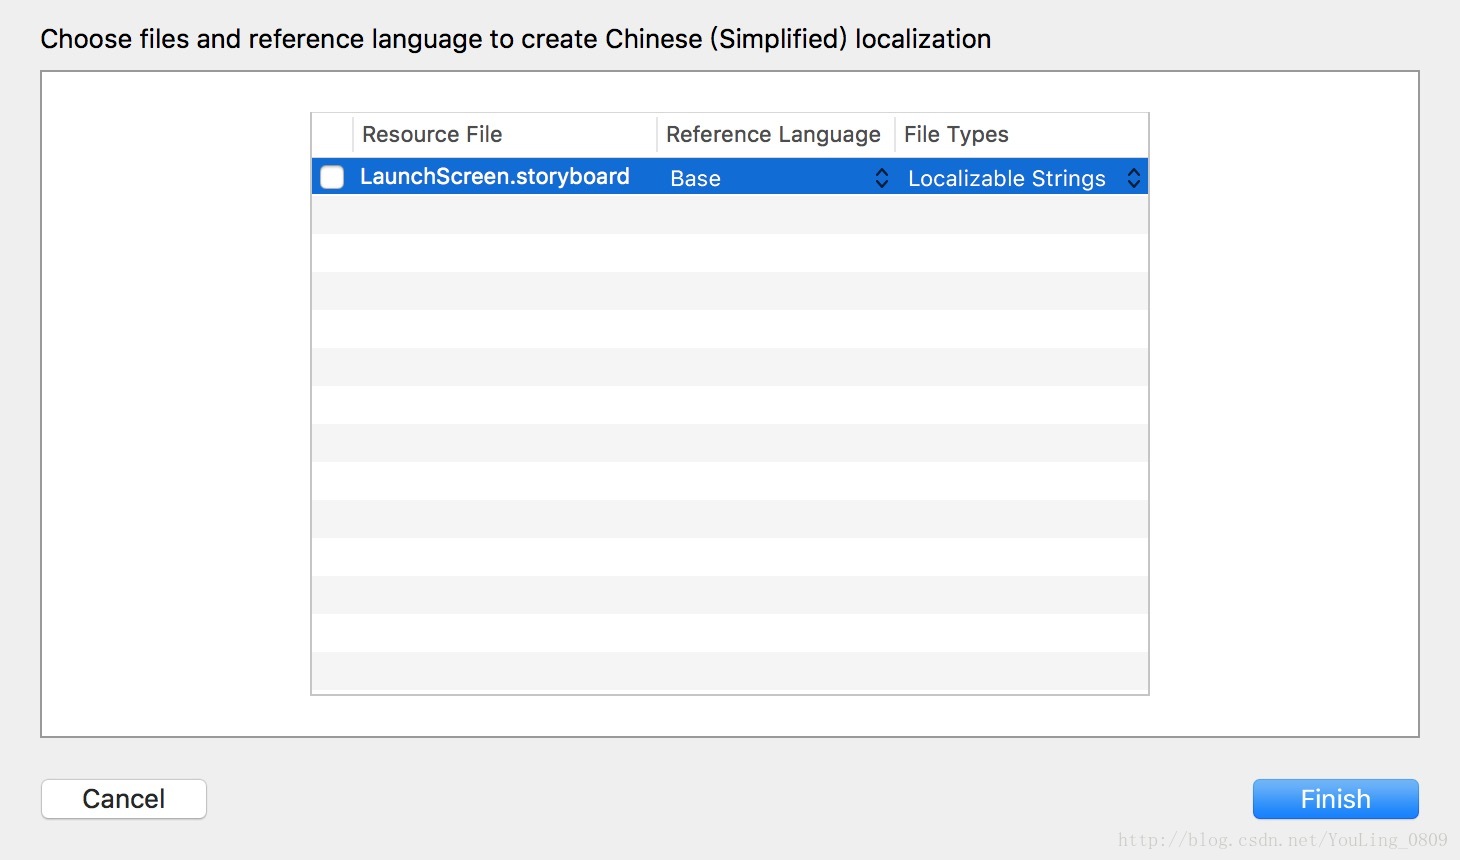 Choose files and reference language to create Chinese (Simplified) localization
Resource File Reference Language File Types
LaunchScreen.storyboard Base Localizable Strings
Cancel Finish
http://blog.csdn.net/YouLing_0809